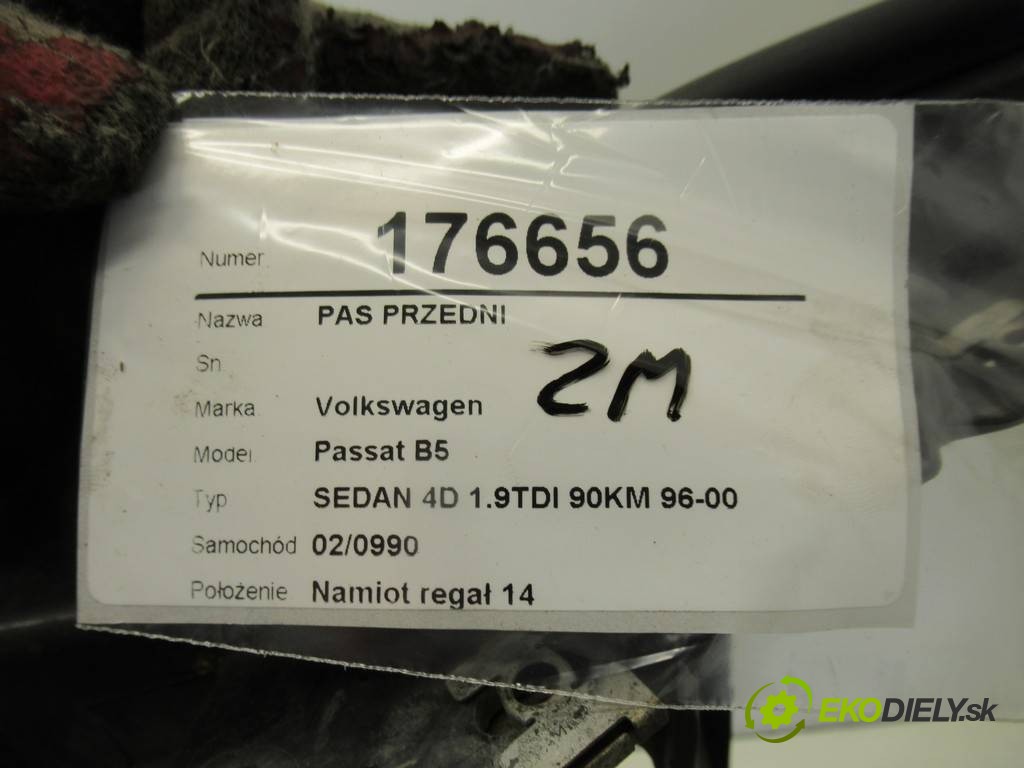 Numer 176656
Nazwa PAS PRZEDNI
Sn
2M
Marka Volkswagen
Model Passat B5
Typ SEDAN 4D 1.9TDI 90KM 96-00
Samochód 02/0990
Położenie Namiot regał 14
EKODIELY.sk